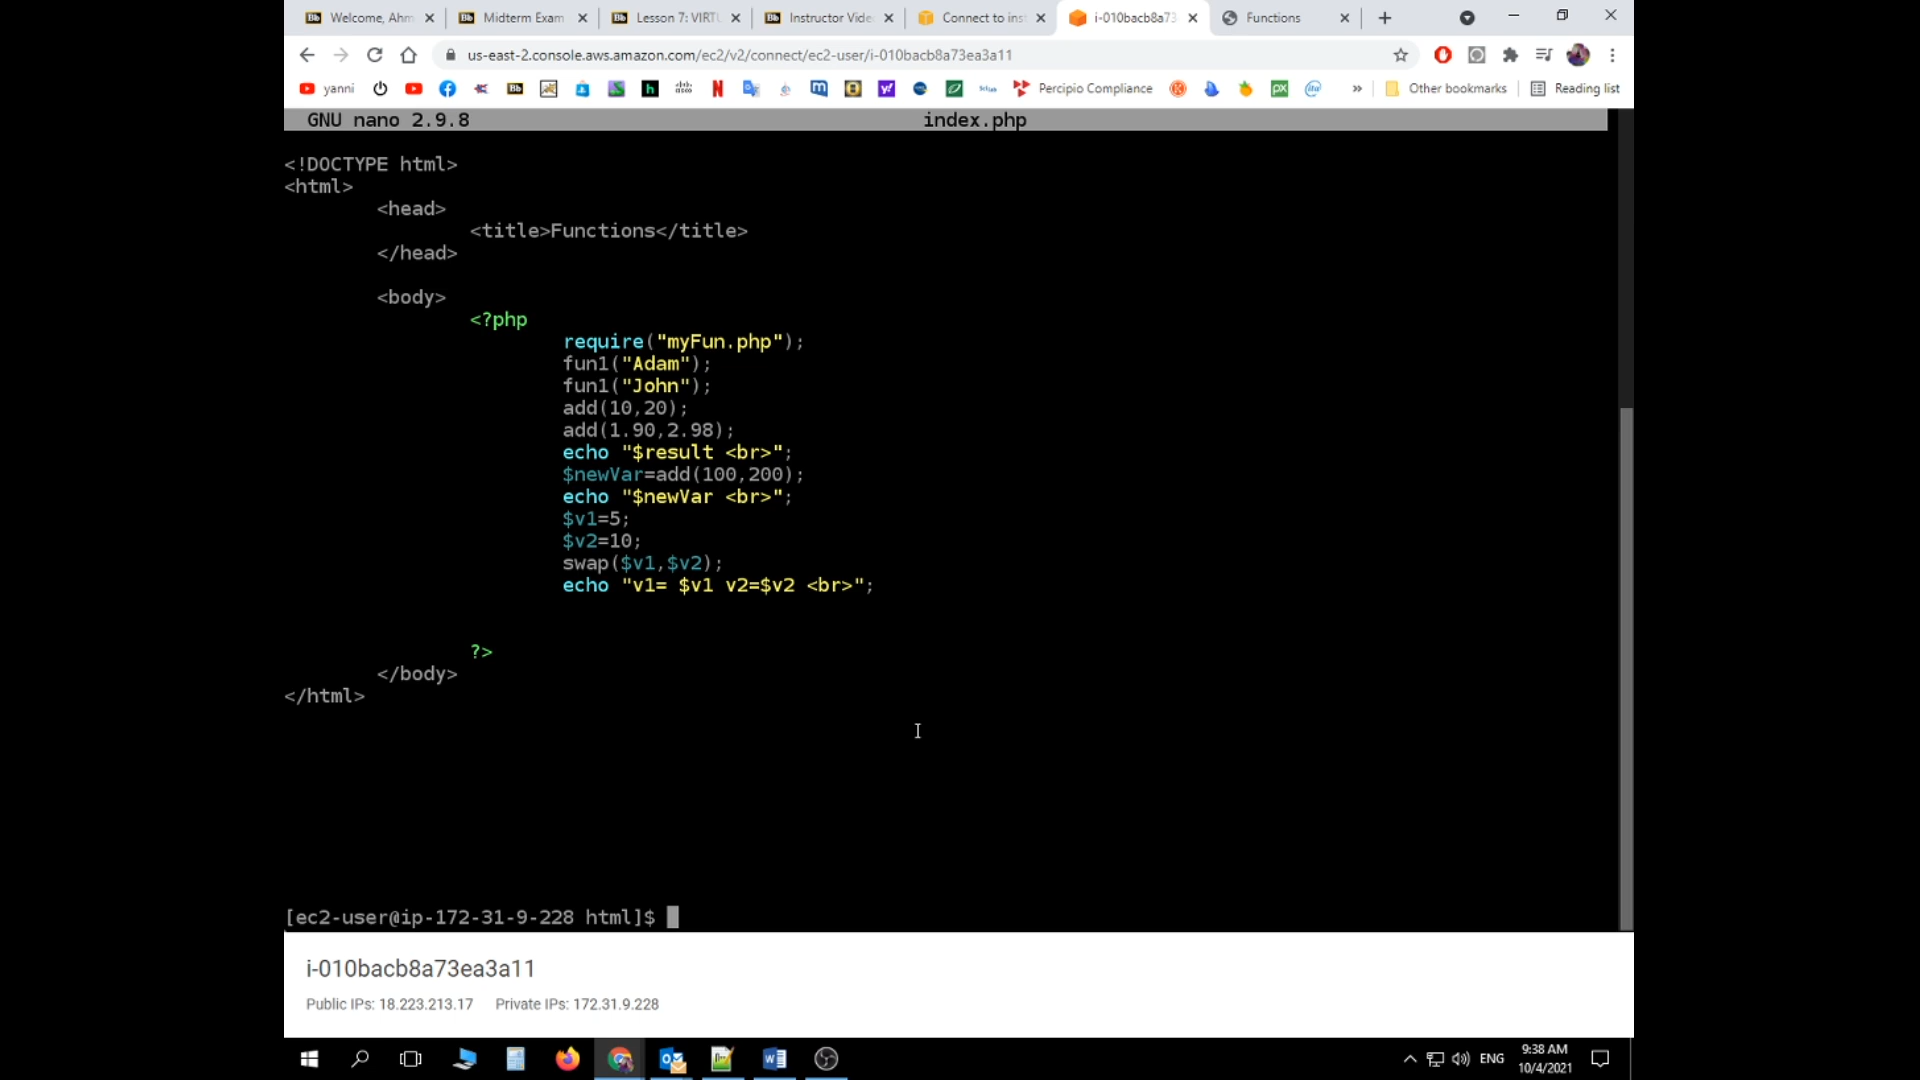 Welcome, Ahm
Midterm Exam
Lesson 7: VIRTU
Instructor Vide
Connect to inst
i-010bacb8a73
Functions
us-east-2.console.aws.amazon.com/ec2/v2/connect/ec2-user/i-010bacb8a73ea3a11
yanni
Percipio Compliance
Other bookmarks
Reading list
GNU nano 2.9.8 index.php
<!DOCTYPE html>
<html>
<head>
<title>Functions</title>
</head>
<body>
<?php
require("myFun.php");
fun1("Adam");
fun1("John");
add(10,20);
add(1.90,2.98);
echo "$result <br>";
$newVar=add(100,200);
echo "$newVar <br>";
$v1=5;
$v2=10;
swap($v1,$v2);
echo "v1= $v1 v2=$v2 <br>";
?>
</body>
</html>
[ec2-user@ip-172-31-9-228 html]$
i-010bacb8a73ea3a11
Public IPs: 18.223.213.17 Private IPs: 172.31.9.228
ENG
9:38 AM
10/4/2021